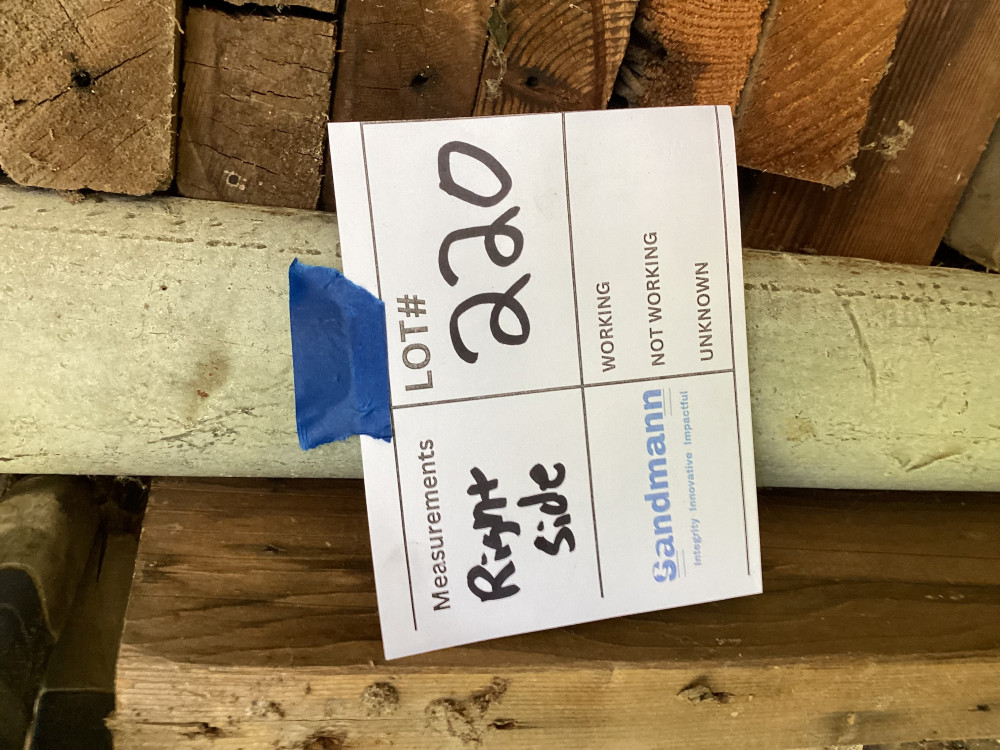 Measurements
Right
Side
LOT#
220
Sandmann
Integrity Innovative Impactful
WORKING
NOT WORKING
UNKNOWN